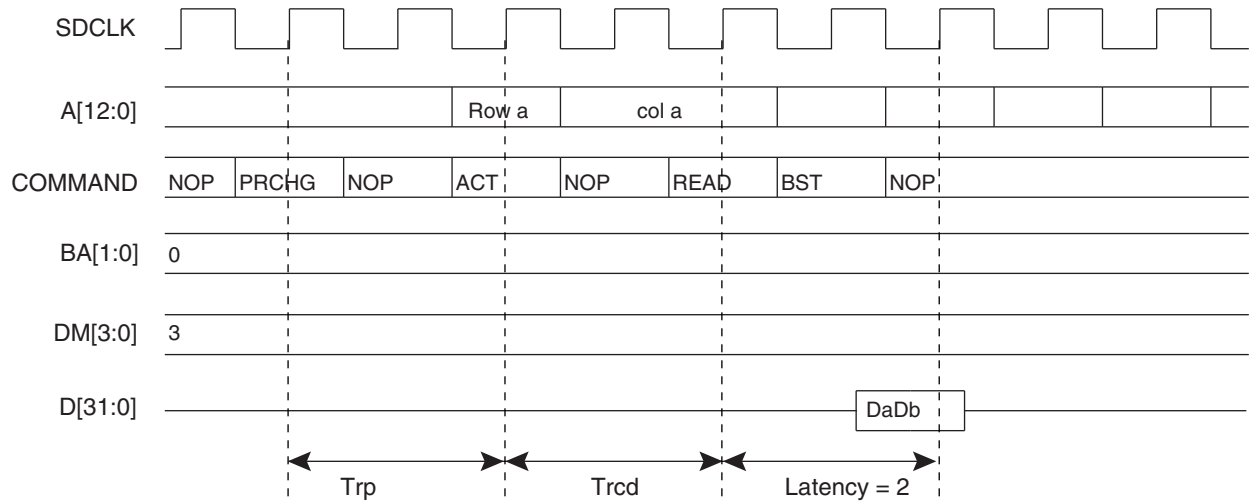 SDCLK
A[12:0] Row a col a
COMMAND NOP PRCHG NOP ACT NOP READ BST NOP
BA[1:0] 0
DM[3:0] 3
D[31:0] DaDb
Trp Trcd Latency = 2